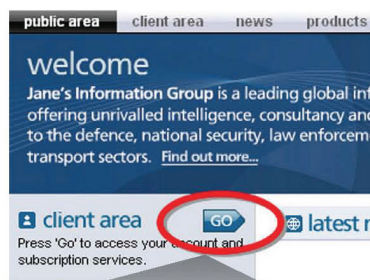 public area client area news products
welcome
Jane's Information Group is a leading global
offering unrivalled intelligence, consultancy
to the defence, national security, law
transport sectors. Find out more...
client area GO latest
Press 'Go' to access your account and
subscription services.